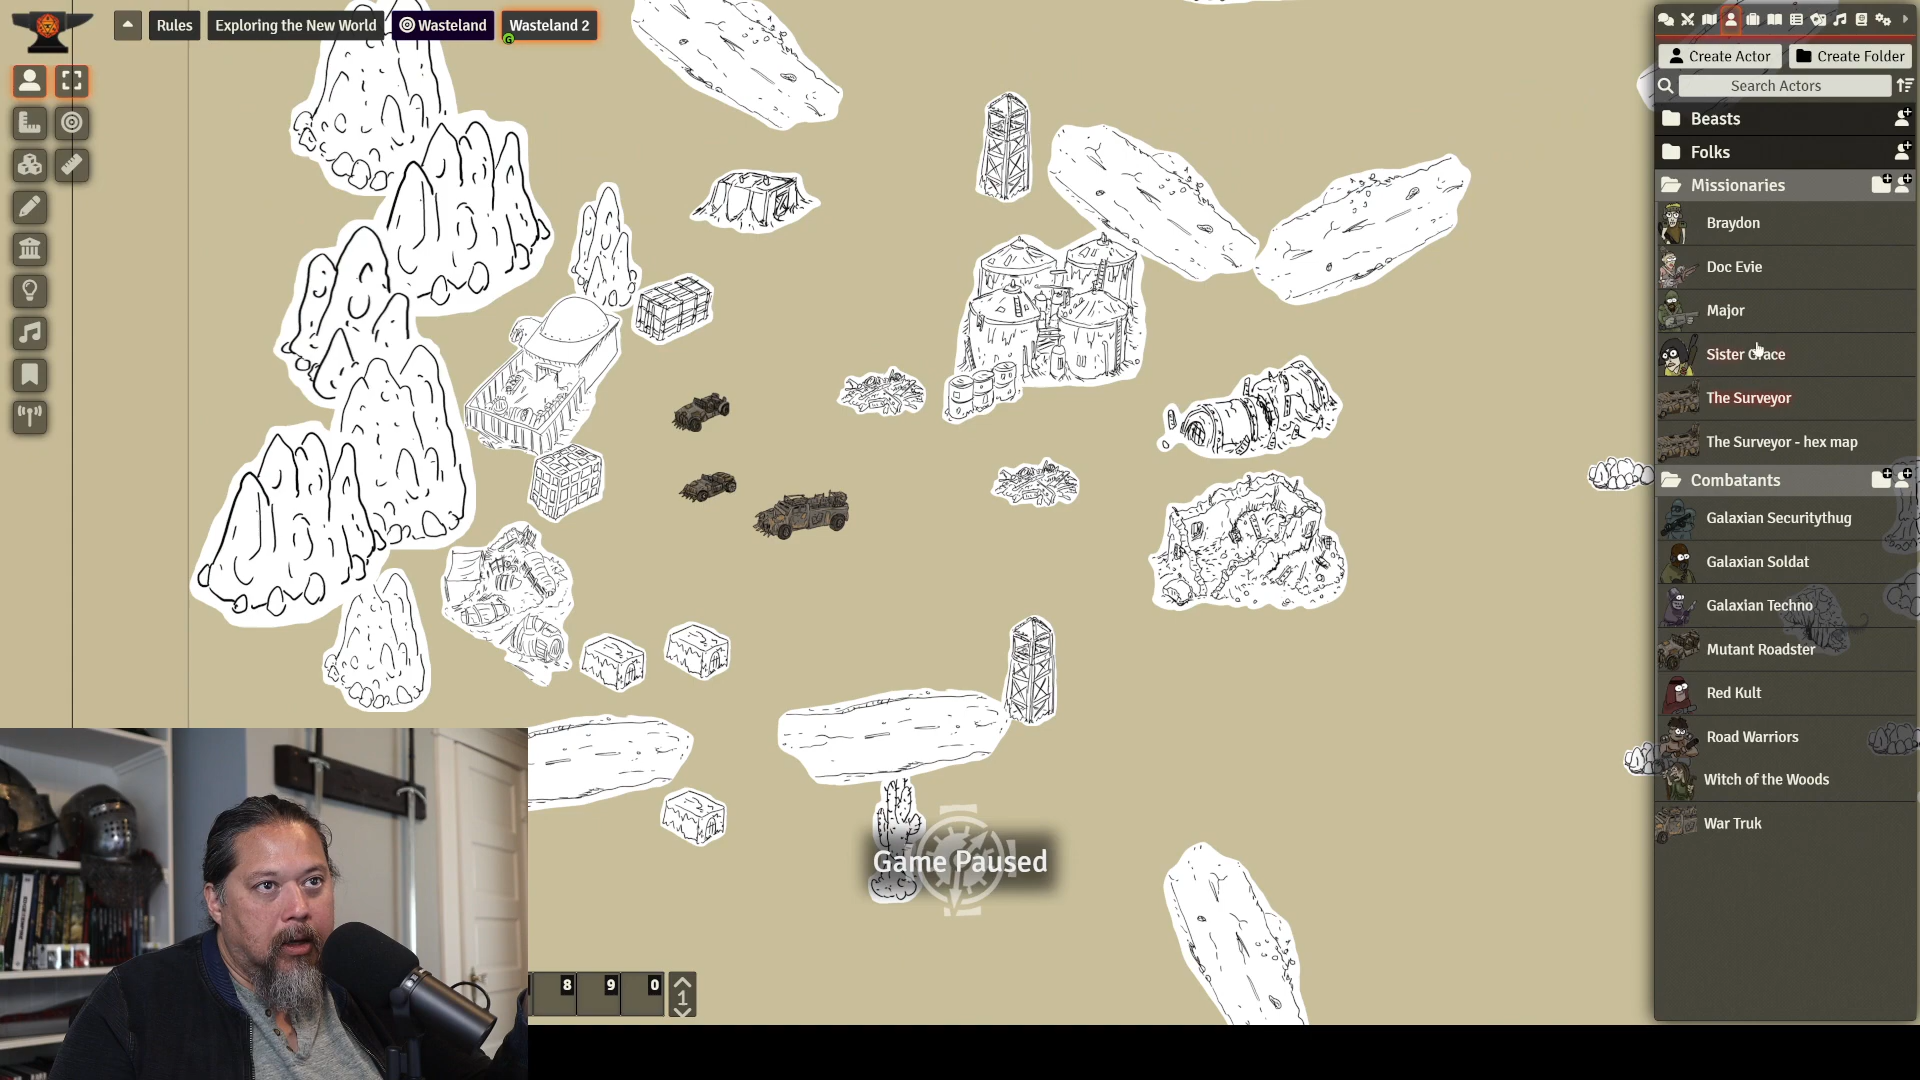 Rules
Exploring the New World
Wasteland
Wasteland 2
G
Create Actor
Create Folder
Search Actors
Beasts
Folks
Missionaries
Braydon
Doc Evie
Major
Sister Grace
The Surveyor
The Surveyor - hex map
Combatants
Galaxian Securitythug
Galaxian Soldat
Galaxian Techno
Mutant Roadster
Red Kult
Road Warriors
Witch of the Woods
War Truk
Game Paused
8
9
0
1